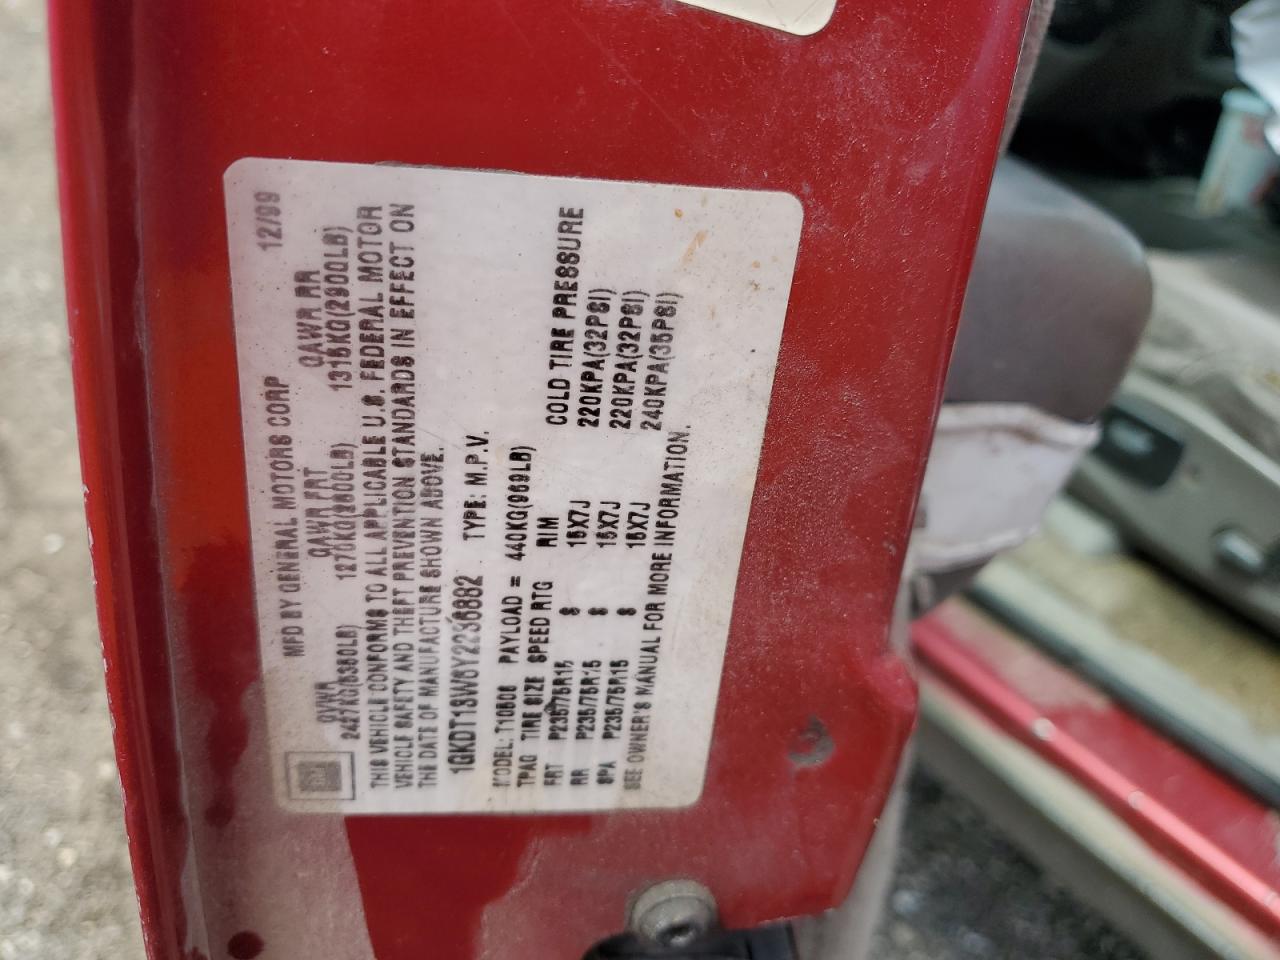 MFD BY GENERAL MOTORS CORP 12/99
GVWR GAWR FRT GAWR RR
2427KG(5350LB) 1270KG(2800LB) 1315KG(2900LB)
THIS VEHICLE CONFORMS TO ALL APPLICABLE U.S. FEDERAL MOTOR
VEHICLE SAFETY AND THEFT PREVENTION STANDARDS IN EFFECT ON
THE DATE OF MANUFACTURE SHOWN ABOVE.
1GKDT13W6Y2236882 TYPE: M.P.V.
MODEL: T10506 PAYLOAD = 440KG(969LB)
TPAG TIRE SIZE SPEED RTG RIM COLD TIRE PRESSURE
FRT P235/75R15 S 15X7J 220KPA(32PSI)
RR P235/75R15 S 15X7J 220KPA(32PSI)
SPA P235/75R15 S 15X7J 240KPA(35PSI)
SEE OWNER'S MANUAL FOR MORE INFORMATION.